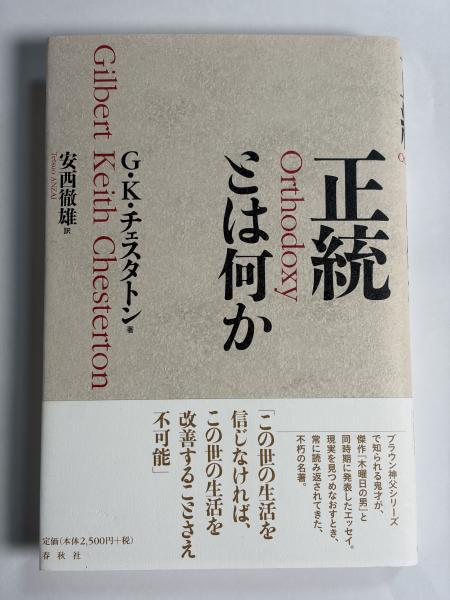 正統
Orthodoxy
とは何か
G・K・チェスタトン 著
Gilbert Keith Chesterton
安西徹雄 訳
Tetsuo ANZAI
ブラウン神父シリーズ
で知られる鬼才が、
傑作『木曜日の男』と
同時期に発表したエッセイ。
現実を見つめなおすとき、
常に読み返されてきた、
不朽の名著。
「この世の生活を
信じなければ、
この世の生活を
改善することさえ
不可能」
定価(本体2,500円+税)
春秋社